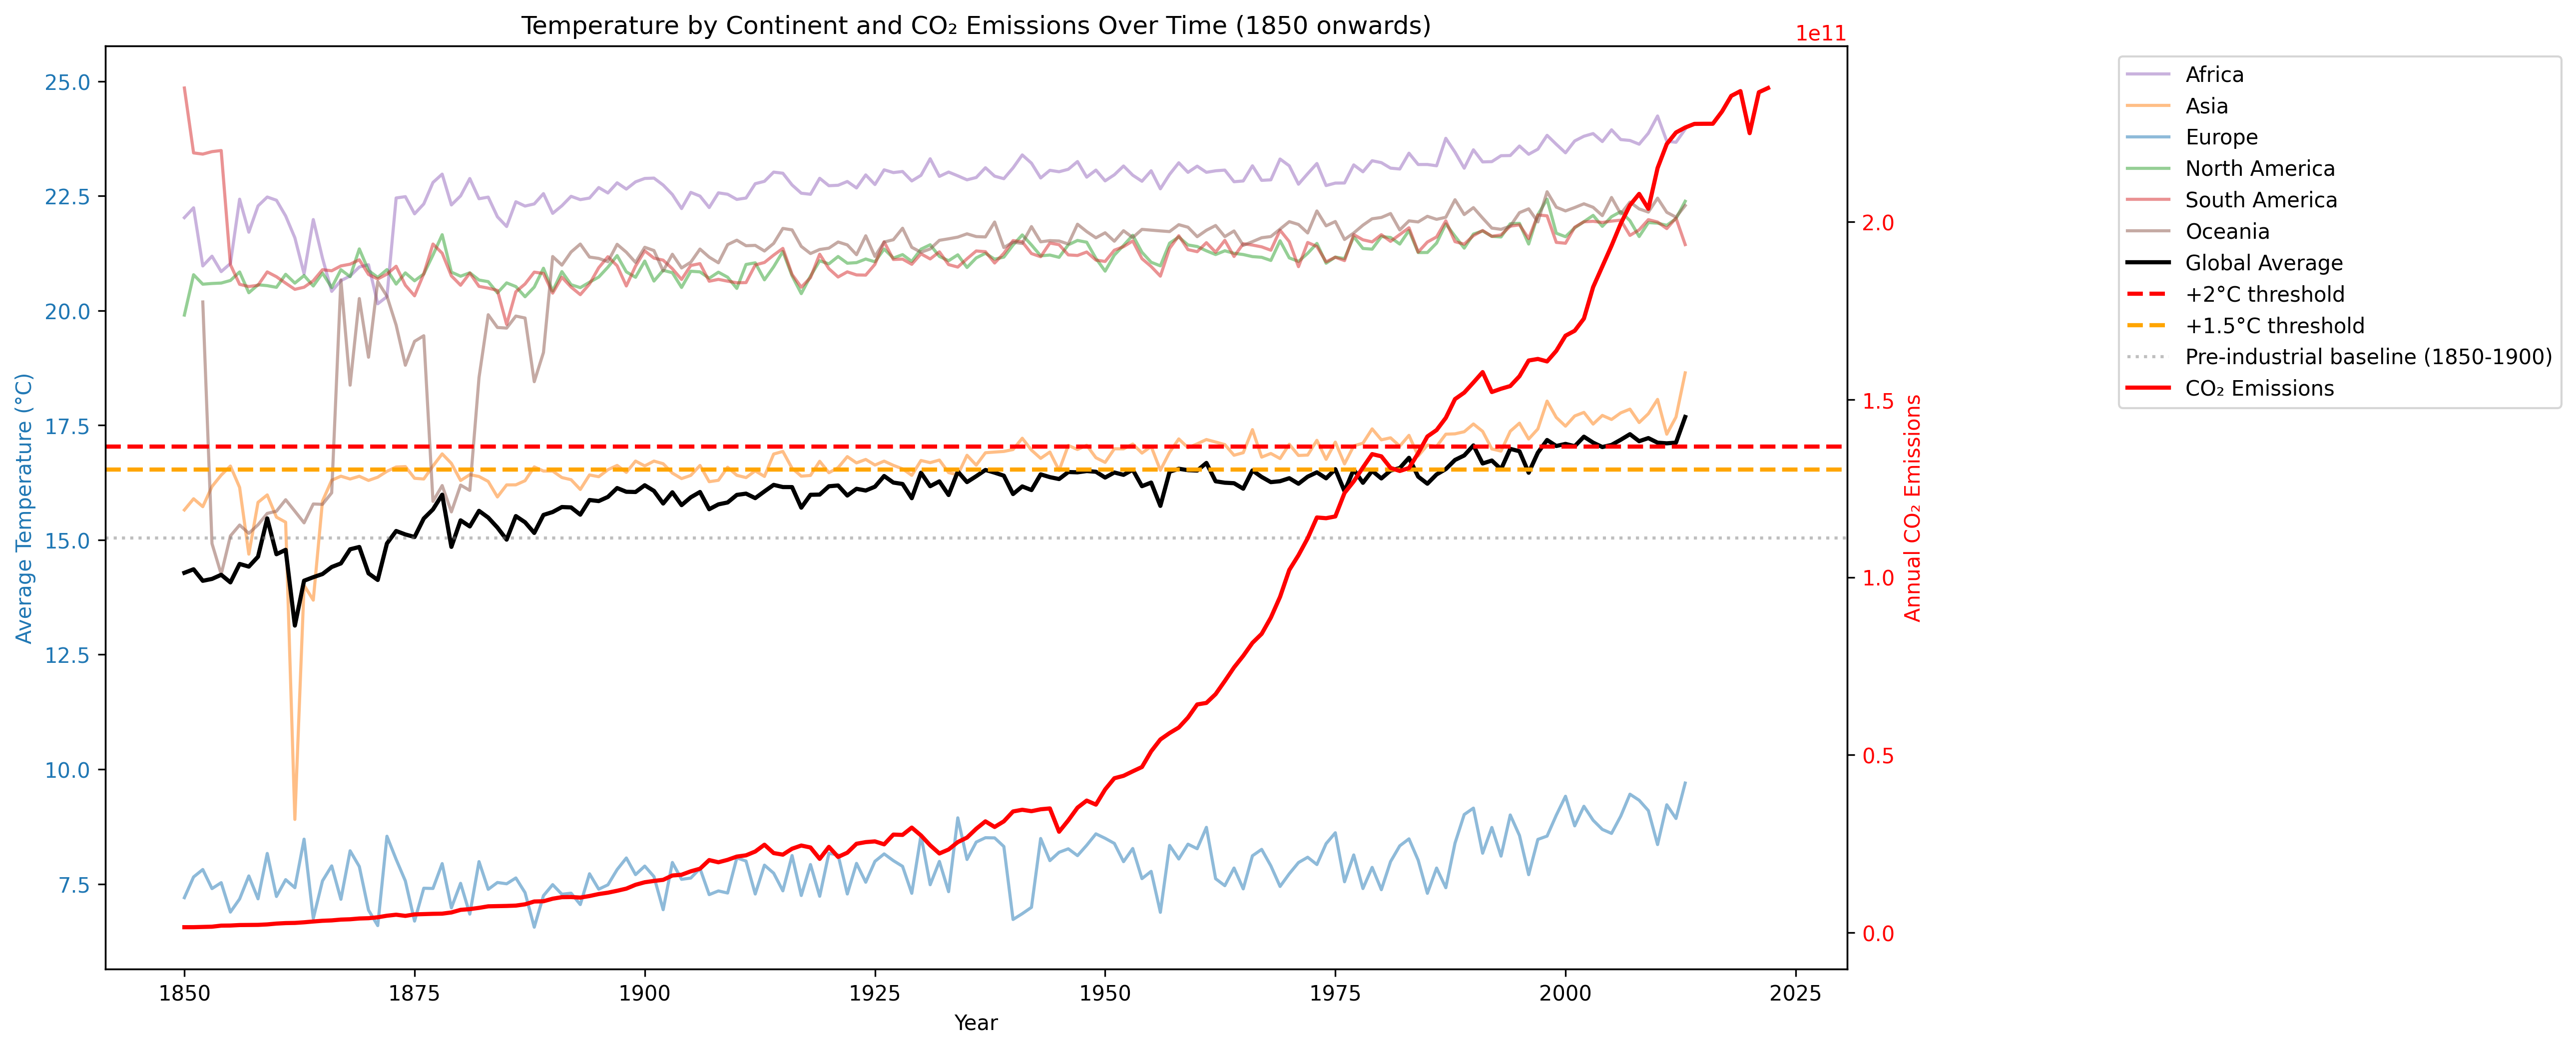 Temperature by Continent and CO₂ Emissions Over Time (1850 onwards)
1e11
25.0
22.5
20.0
17.5
15.0
12.5
10.0
7.5
Average Temperature (°C)
1850
1875
1900
1925
1950
1975
2000
2025
Year
2.0
1.5
1.0
0.5
0.0
Annual CO₂ Emissions
Africa
Asia
Europe
North America
South America
Oceania
Global Average
+2°C threshold
+1.5°C threshold
Pre-industrial baseline (1850-1900)
CO₂ Emissions